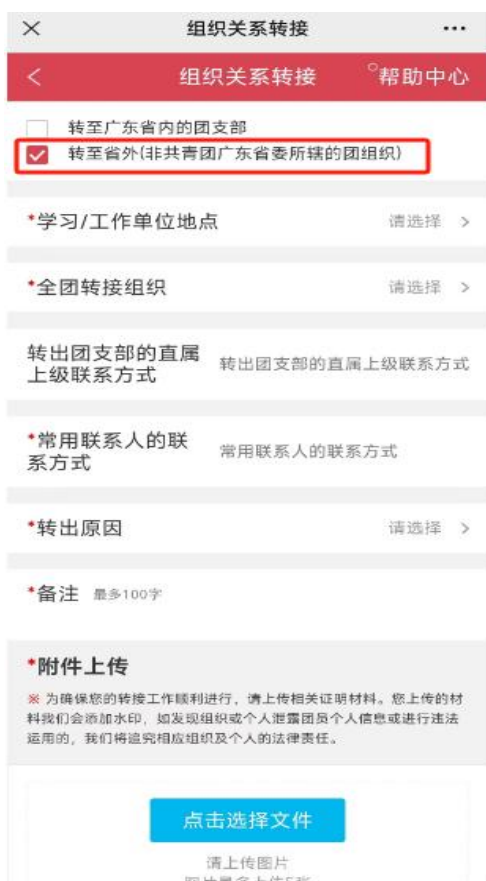 组织关系转接
组织关系转接 帮助中心
转至广东省内的团支部
转至省外(非共青团广东省委所辖的团组织)
*学习/工作单位地点 请选择 >
*全团转接组织 请选择 >
转出团支部的直属
上级联系方式
转出团支部的直属上级联系方式
*常用联系人的联
系方式
常用联系人的联系方式
*转出原因 请选择 >
*备注 最多100字
*附件上传
※ 为确保您的转接工作顺利进行，请上传相关证明材料。您上传的材
料我们会添加水印，如发现组织或个人泄露团员个人信息或进行违法
运用的，我们将追究相应组织及个人的法律责任。
点击选择文件
请上传图片
照片最多上传5张